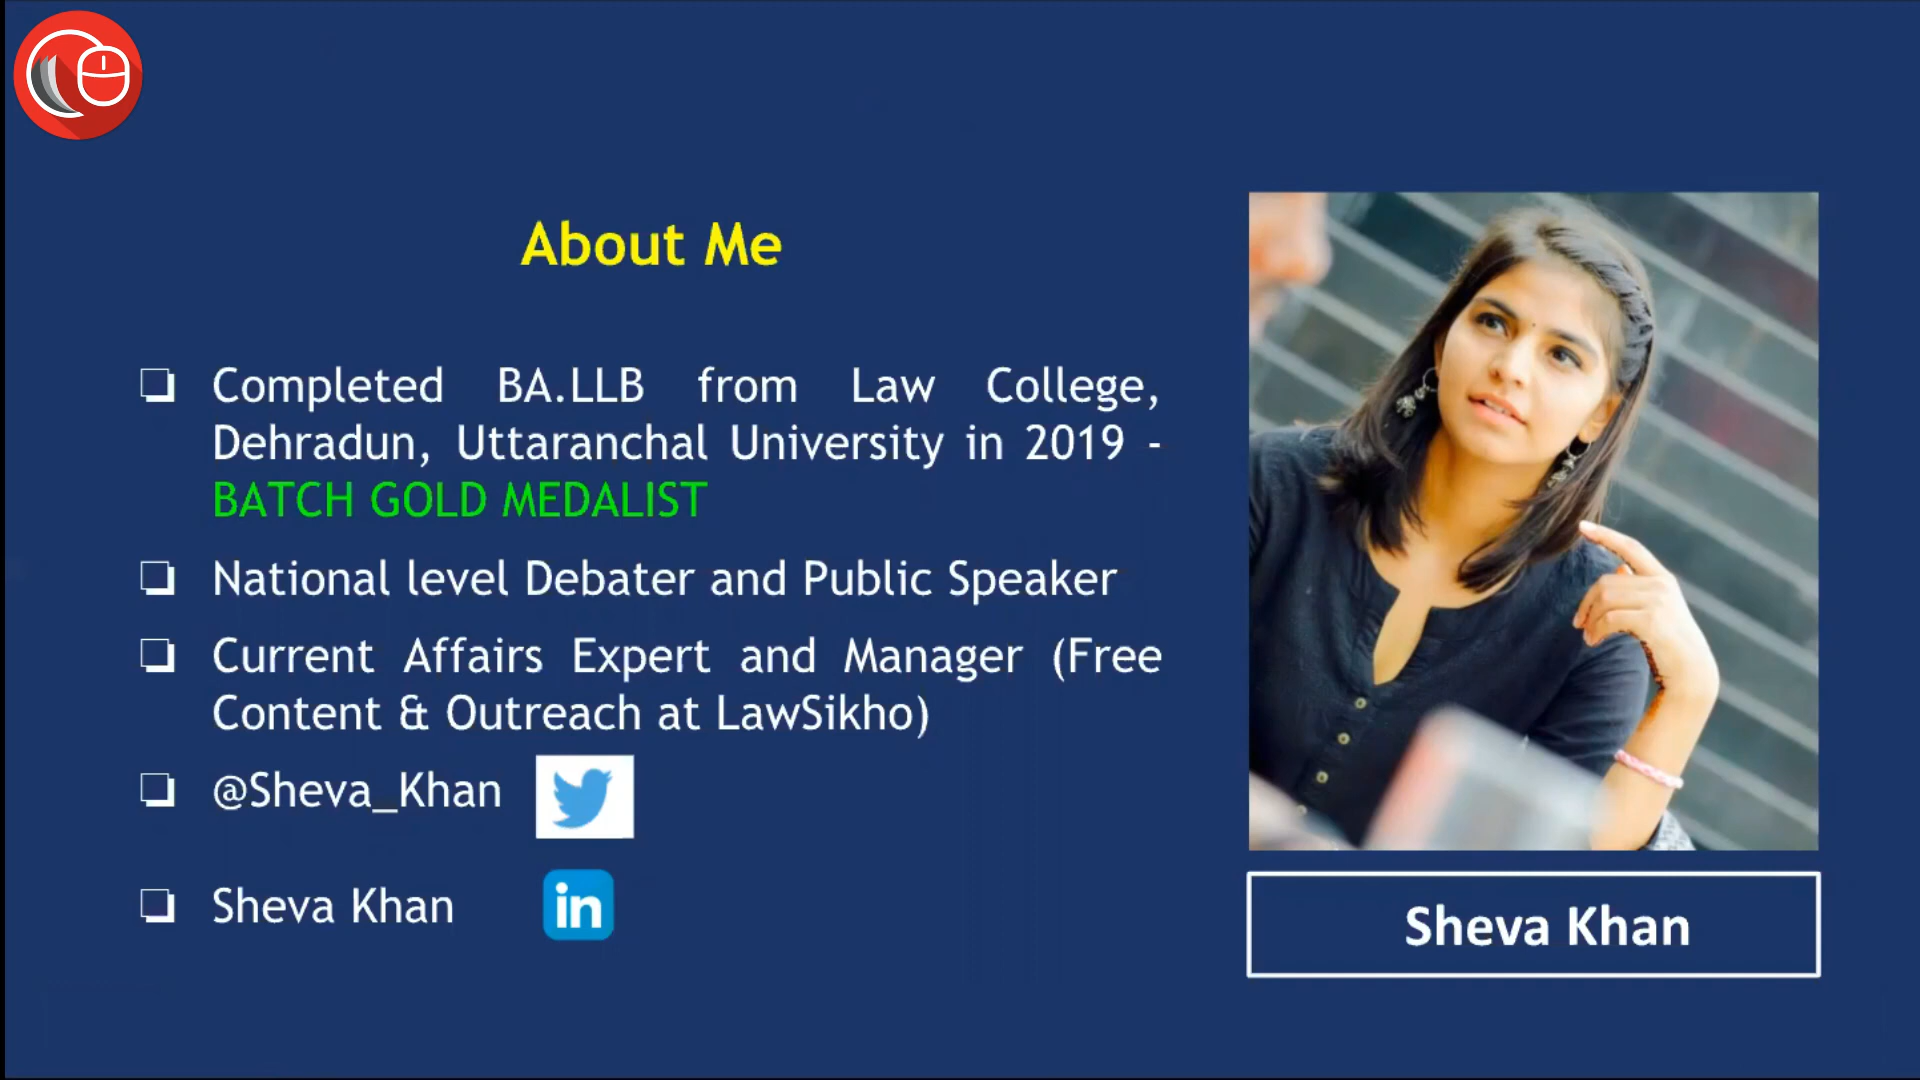 About Me
Completed BA.LLB from Law College,
Dehradun, Uttaranchal University in 2019 -
BATCH GOLD MEDALIST
National level Debater and Public Speaker
Current Affairs Expert and Manager (Free
Content & Outreach at LawSikho)
@Sheva_Khan
Sheva Khan in
Sheva Khan